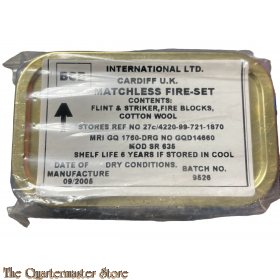 BCB
INTERNATIONAL LTD.
CARDIFF U.K.
MATCHLESS FIRE-SET
CONTENTS:
FLINT & STRIKER, FIRE BLOCKS,
COTTON WOOL
STORES REF NO 27c/4220-99-721-1870
MRI GQ 1760-DRG NO GQD14660
MOD SR 635
SHELF LIFE 6 YEARS IF STORED IN COOL
DRY CONDITIONS.
DATE OF MANUFACTURE
09/2005
BATCH NO.
9526
The Quartermaster Store